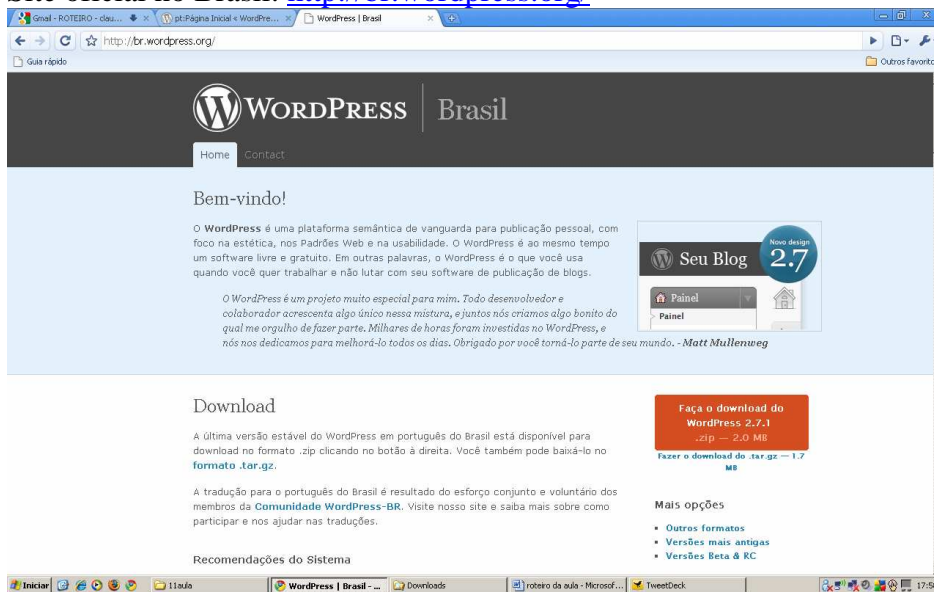 Site oficial no Brasil: http://br.wordpress.org/
Gmail - ROTEIRO - clau...
pt:Página Inicial « WordPre...
WordPress | Brasil
http://br.wordpress.org/
Guia rápido
Outros favorito
WORDPRESS Brasil
Home Contact
Bem-vindo!
O WordPress é uma plataforma semântica de vanguarda para publicação pessoal, com
foco na estética, nos Padrões Web e na usabilidade. O WordPress é ao mesmo tempo
um software livre e gratuito. Em outras palavras, o WordPress é o que você usa
quando você quer trabalhar e não lutar com seu software de publicação de blogs.
O WordPress é um projeto muito especial para mim. Todo desenvolvedor e
colaborador acrescenta algo único nessa mistura, e juntos nós criamos algo bonito do
qual me orgulho de fazer parte. Milhares de horas foram investidas no WordPress, e
nós nos dedicamos para melhorá-lo todos os dias. Obrigado por você torná-lo parte de seu mundo. - Matt Mullenweg
Novo design
2.7
Seu Blog
Painel
Painel
Download
A última versão estável do WordPress em português do Brasil está disponível para
download no formato .zip clicando no botão à direita. Você também pode baixá-lo no
formato .tar.gz.
A tradução para o português do Brasil é resultado do esforço conjunto e voluntário dos
membros da Comunidade WordPress-BR. Visite nosso site e saiba mais sobre como
participar e nos ajudar nas traduções.
Recomendações do Sistema
Faça o download do
WordPress 2.7.1
.zip — 2.0 MB
Fazer o download do .tar.gz — 1.7
MB
Mais opções
Outros formatos
Versões mais antigas
Versões Beta & RC
Iniciar
11aula
WordPress | Brasil - ...
Downloads
roteiro da aula - Microsof...
TweetDeck